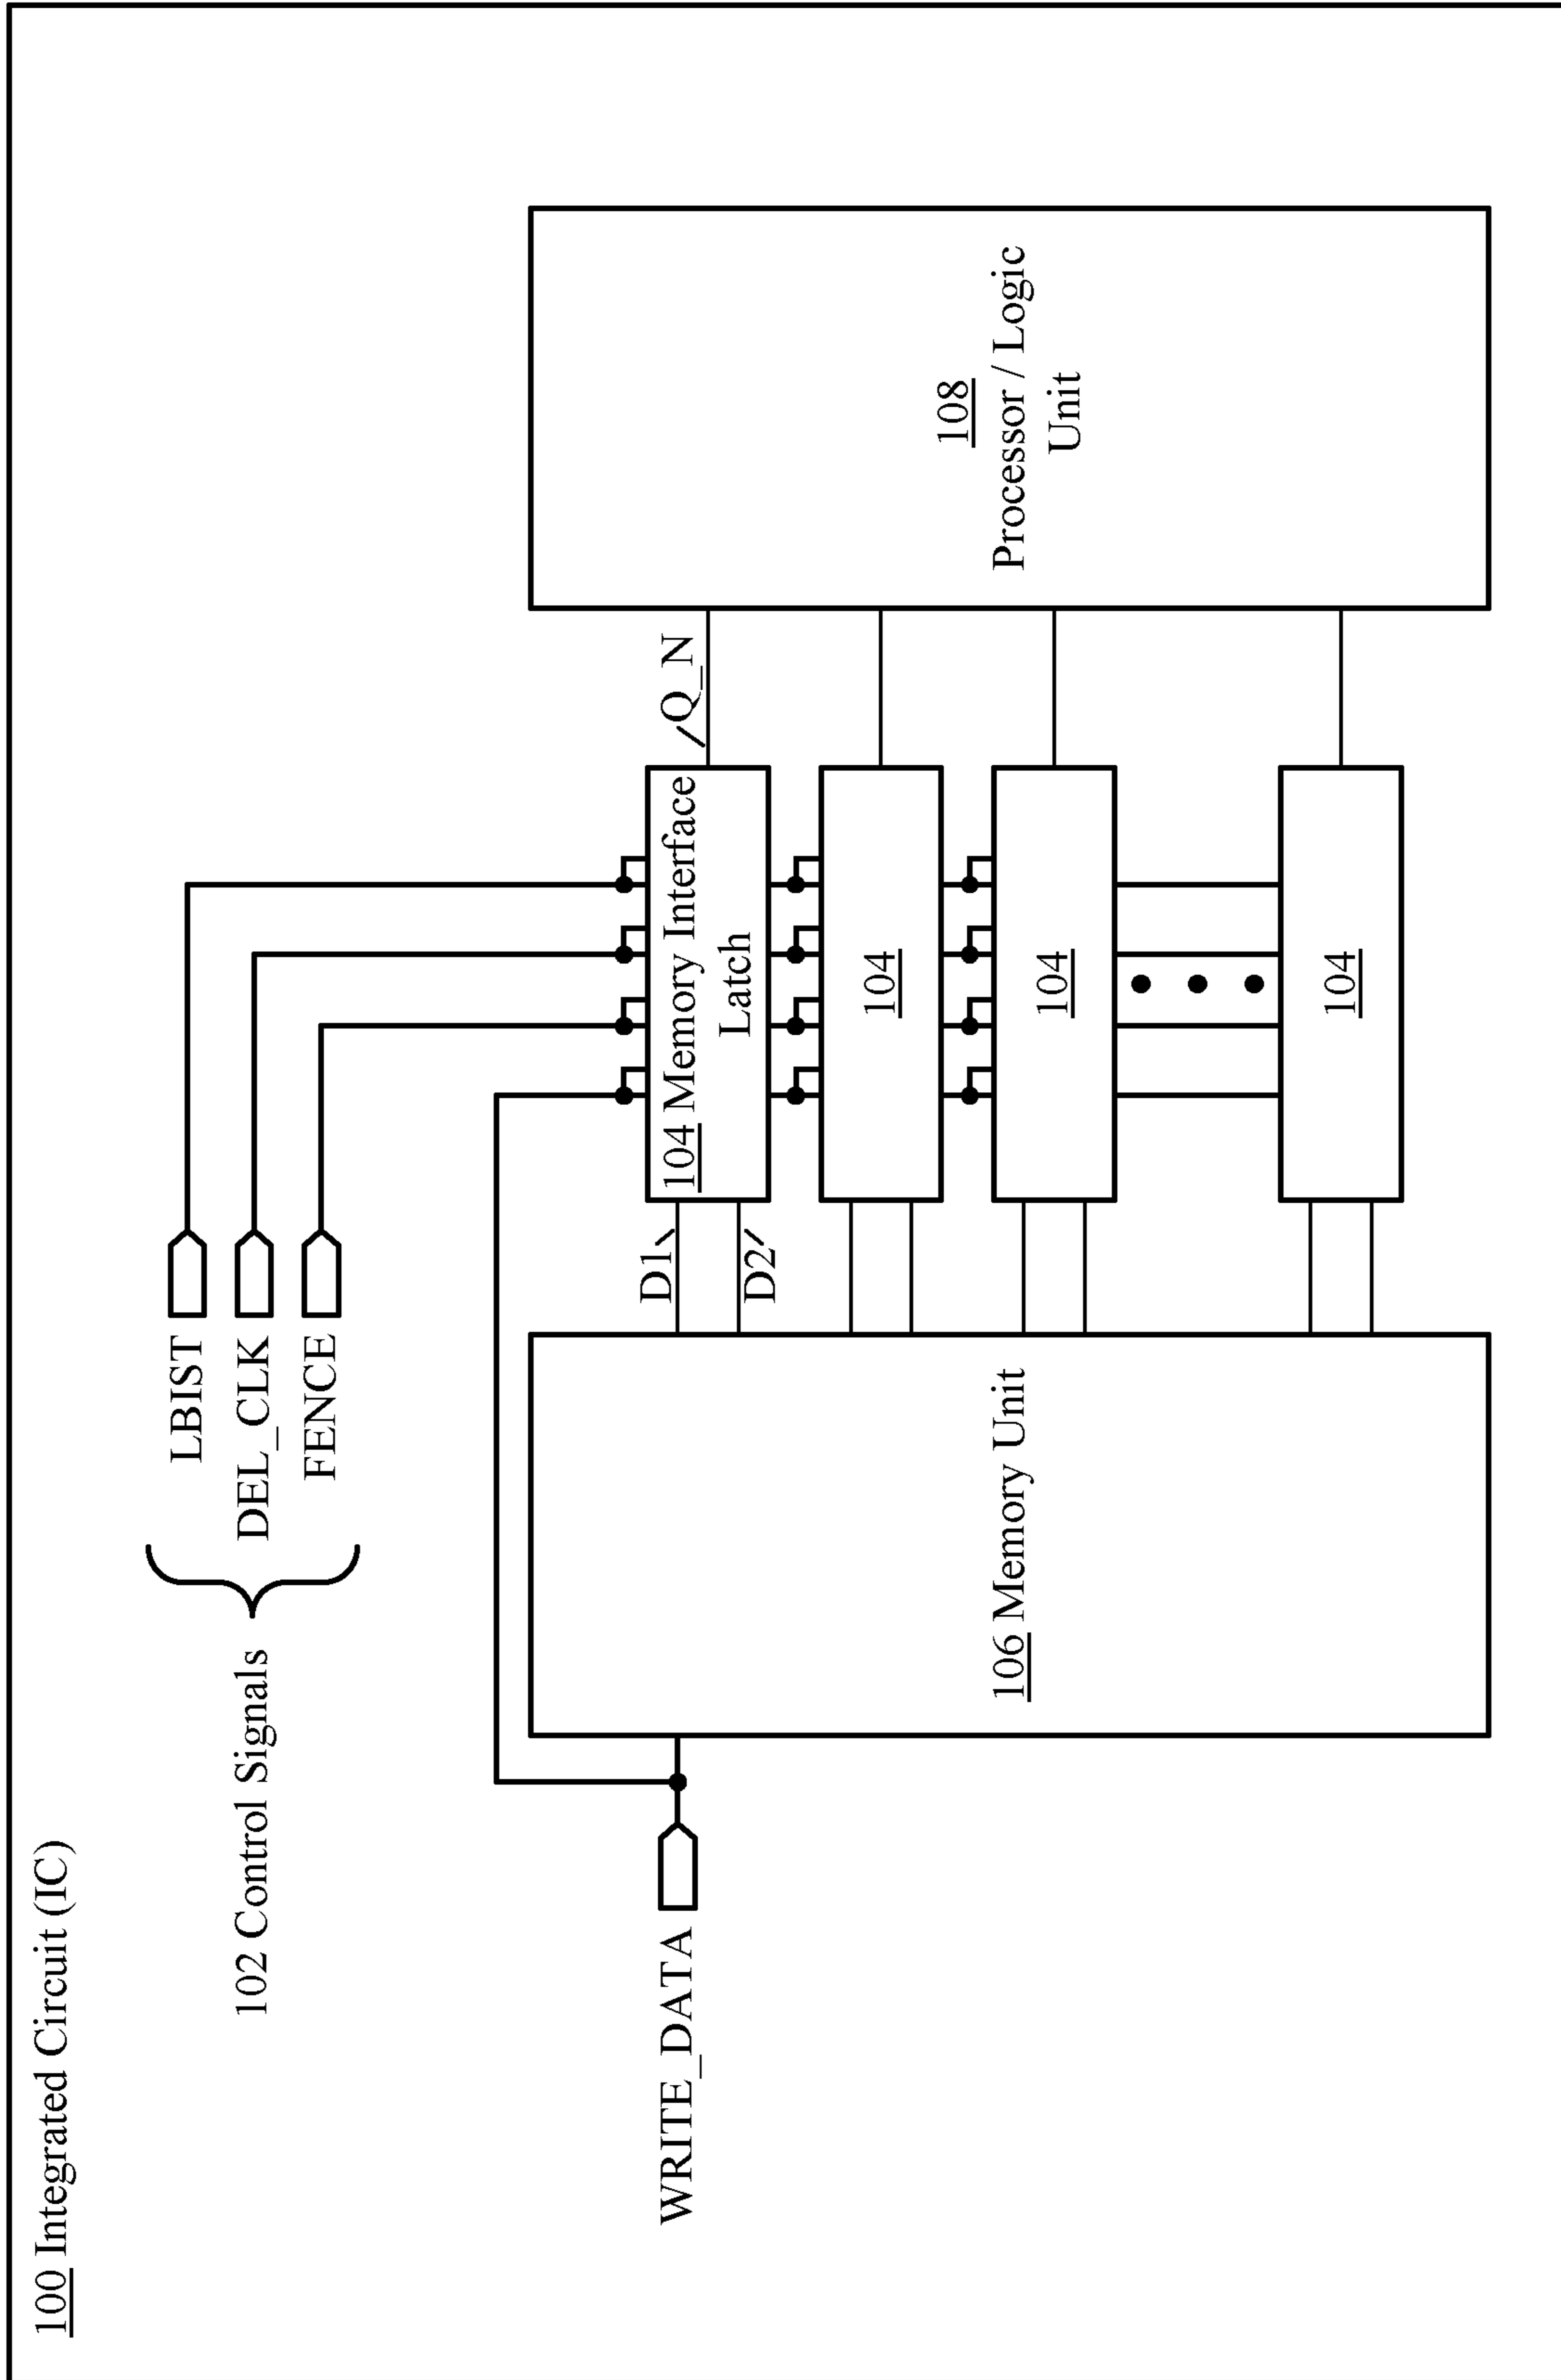 100 Integrated Circuit (IC)
102 Control Signals
LBIST
DEL_CLK
FENCE
WRITE_DATA
106 Memory Unit
D1
D2
104 Memory Interface
Latch
104
104
104
Q_N
108
Processor / Logic
Unit